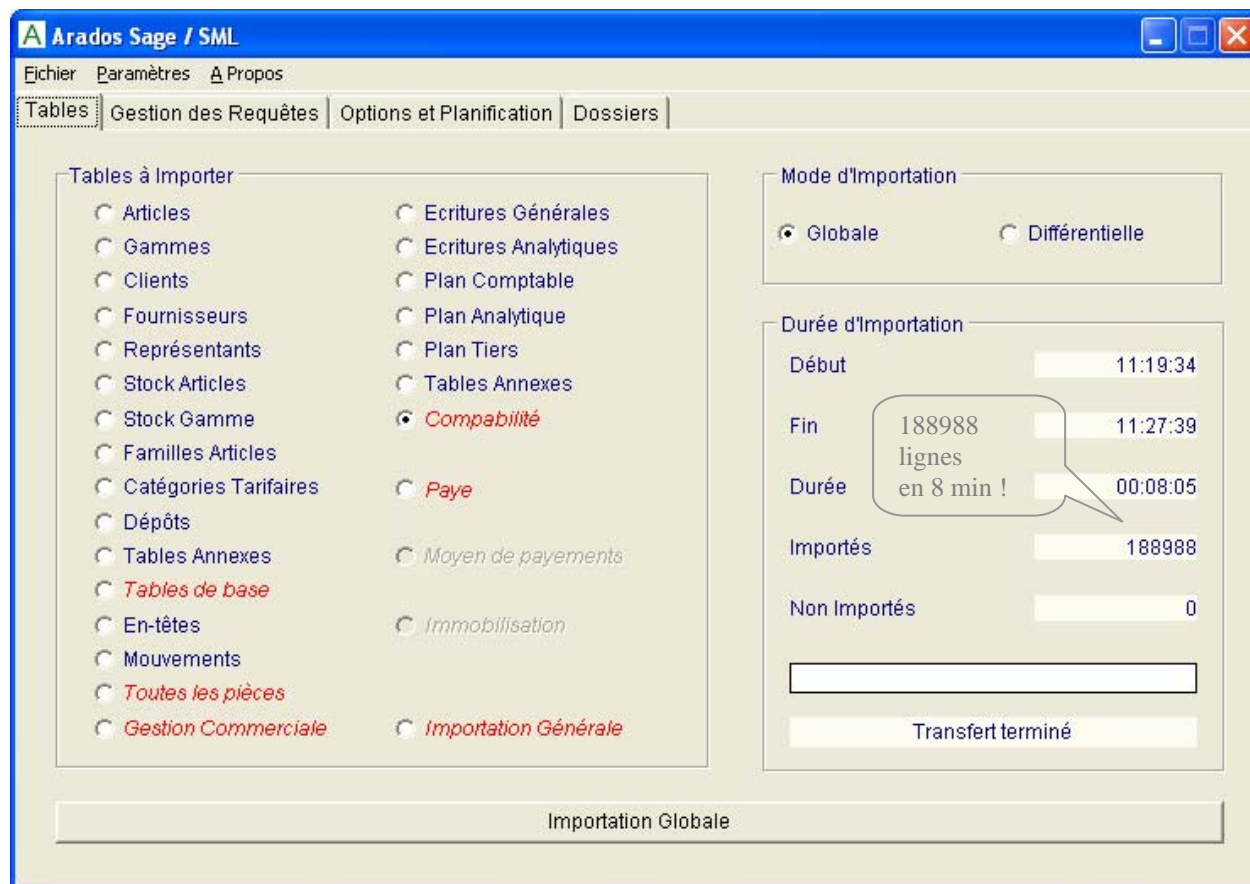 A Arados Sage / SML
Fichier Paramètres A Propos
Tables Gestion des Requêtes Options et Planification Dossiers
Tables à Importer
Articles
Gammes
Clients
Fournisseurs
Représentants
Stock Articles
Stock Gamme
Familles Articles
Catégories Tarifaires
Dépôts
Tables Annexes
Tables de base
En-têtes
Mouvements
Toutes les pièces
Gestion Commerciale
Ecritures Générales
Ecritures Analytiques
Plan Comptable
Plan Analytique
Plan Tiers
Tables Annexes
Compabilité
Paye
Moyen de payements
Immobilisation
Importation Générale
Mode d'Importation
Globale Différentielle
Durée d'Importation
Début 11:19:34
Fin 11:27:39
Durée 00:08:05
Importés 188988
Non Importés 0
188988
lignes
en 8 min !
Transfert terminé
Importation Globale